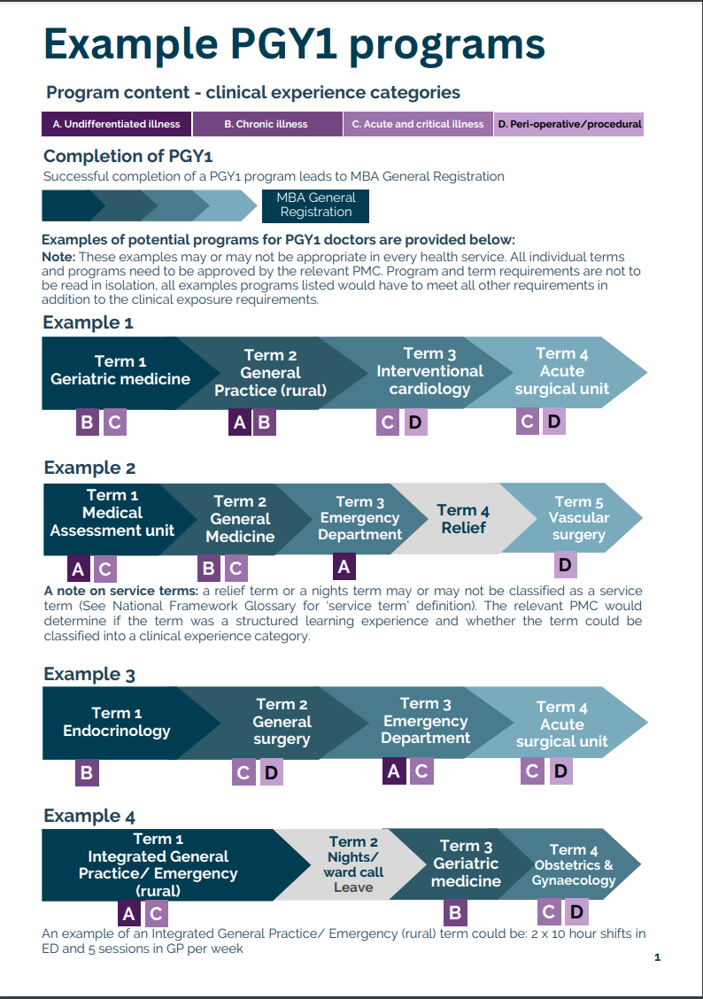 Example PGY1 programs
Program content - clinical experience categories
A. Undifferentiated illness
B. Chronic illness
C. Acute and critical illness
D. Peri-operative/procedural
Completion of PGY1
Successful completion of a PGY1 program leads to MBA General Registration
MBA General
Registration
Examples of potential programs for PGY1 doctors are provided below:
Note: These examples may or may not be appropriate in every health service. All individual terms
and programs need to be approved by the relevant PMC. Program and term requirements are not to
be read in isolation, all examples programs listed would have to meet all other requirements in
addition to the clinical exposure requirements.
Example 1
Term 1
Geriatric medicine
B C
Term 2
General
Practice (rural)
A B
Term 3
Interventional
cardiology
C D
Term 4
Acute
surgical unit
C D
Example 2
Term 1
Medical
Assessment unit
A C
Term 2
General
Medicine
B C
Term 3
Emergency
Department
A
Term 4
Relief
Term 5
Vascular
surgery
D
A note on service terms: a relief term or a nights term may or may not be classified as a service
term (See National Framework Glossary for ‘service term’ definition). The relevant PMC would
determine if the term was a structured learning experience and whether the term could be
classified into a clinical experience category.
Example 3
Term 1
Endocrinology
B
Term 2
General
surgery
C D
Term 3
Emergency
Department
A C
Term 4
Acute
surgical unit
C D
Example 4
Term 1
Integrated General
Practice/ Emergency
(rural)
A C
Term 2
Nights/
ward call
Leave
Term 3
Geriatric
medicine
B
Term 4
Obstetrics &
Gynaecology
C D
An example of an Integrated General Practice/ Emergency (rural) term could be: 2 x 10 hour shifts in
ED and 5 sessions in GP per week
1